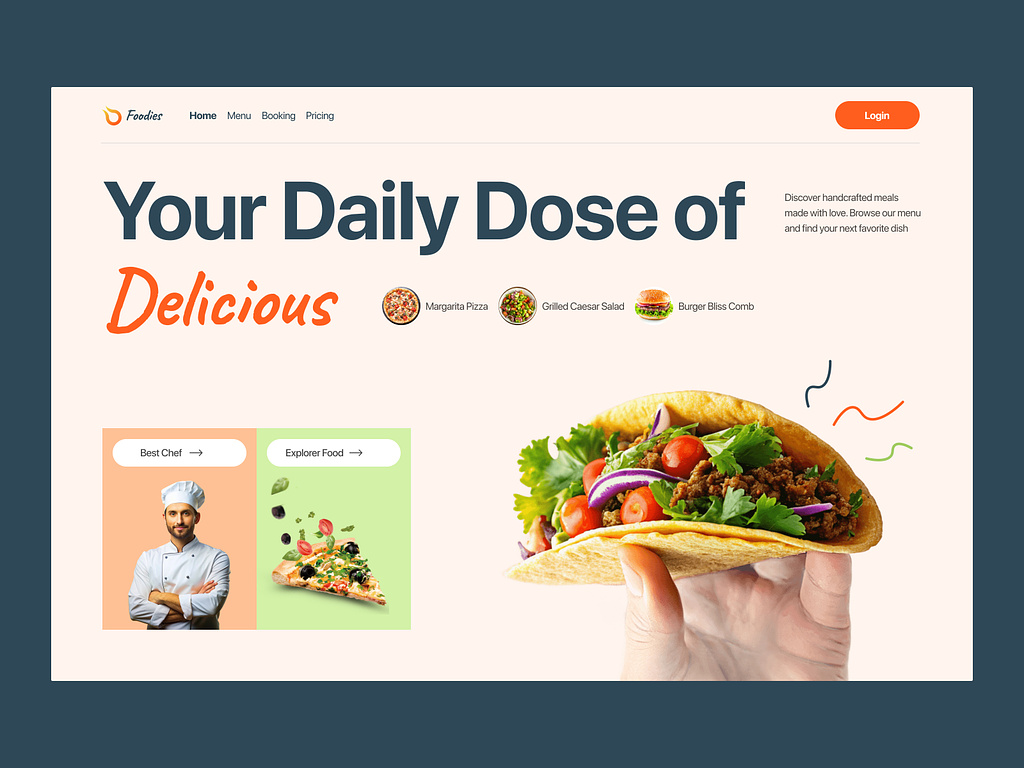 Foodies Home Menu Booking Pricing Login
Your Daily Dose of
Discover handcrafted meals
made with love. Browse our menu
and find your next favorite dish
Delicious
Margarita Pizza Grilled Caesar Salad Burger Bliss Comb
Best Chef Explorer Food